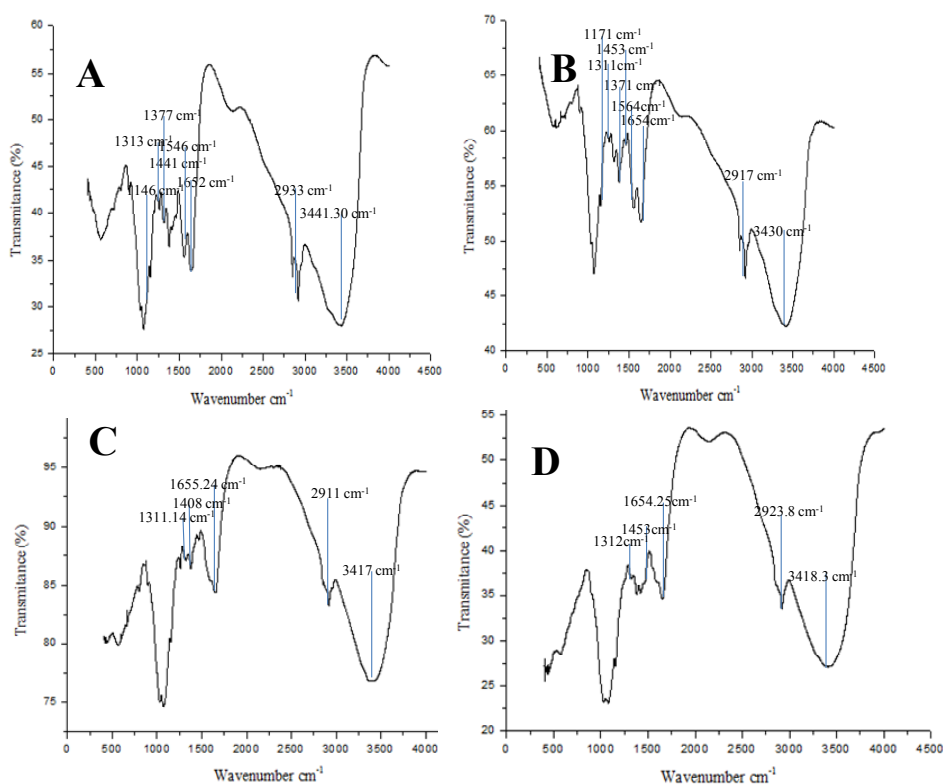 A
60
55
50
45
40
35
30
25
Transmitance (%)
1377 cm-1
1313 cm-1
1546 cm-1
1441 cm-1
1652 cm-1
2933 cm-1
3441.30 cm-1
0 500 1000 1500 2000 2500 3000 3500 4000 4500
Wavenumber cm-1
B
70
65
60
55
50
45
40
Transmitance (%)
1171 cm-1
1453 cm-1
1311cm-1
1371 cm-1
1564cm-1
1654cm-1
2917 cm-1
3430 cm-1
0 500 1000 1500 2000 2500 3000 3500 4000 4500
Wavenumber cm-1
C
95
90
85
80
75
Transmitance (%)
1655.24 cm-1
1408 cm-1
1311.14 cm-1
2911 cm-1
3417 cm-1
0 500 1000 1500 2000 2500 3000 3500 4000
Wavenumber cm-1
D
55
50
45
40
35
30
25
20
Transmitance (%)
1654.25cm-1
1453cm-1
1312cm-1
2923.8 cm-1
3418.3 cm-1
0 500 1000 1500 2000 2500 3000 3500 4000 4500
Wavenumber cm-1